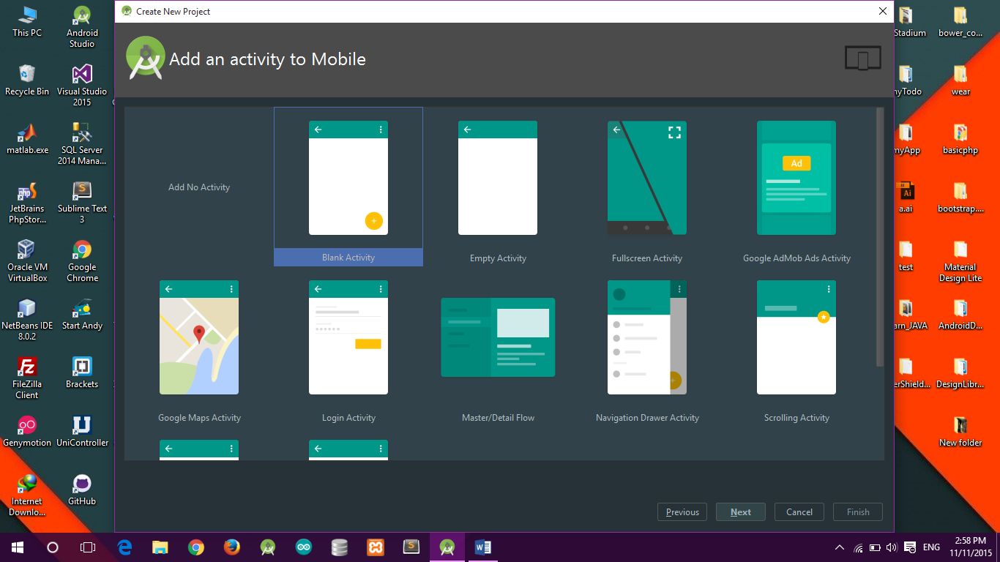 Create New Project
Add an activity to Mobile
Add No Activity
Blank Activity
Empty Activity
Fullscreen Activity
Ad
Google AdMob Ads Activity
Google Maps Activity
Login Activity
Master/Detail Flow
Navigation Drawer Activity
Scrolling Activity
Previous
Next
Cancel
Finish
This PC
Android
Studio
Recycle Bin
Visual Studio
2015
matlab.exe
SQL Server
2014 Mana...
JetBrains
PhpStor...
Sublime Text
3
Oracle VM
VirtualBox
Google
Chrome
NetBeans IDE
8.0.2
Start Andy
FileZilla
Client
Brackets
Genymotion
UniController
Internet
Downlo...
GitHub
Stadium
bower_co...
myTodo
wear
myApp
basicphp
Ai
a.ai
bootstrap....
test
Material
Design Lite
arn_JAVA
AndroidD...
erShield...
DesignLibr...
New folder
ENG
2:58 PM
11/11/2015